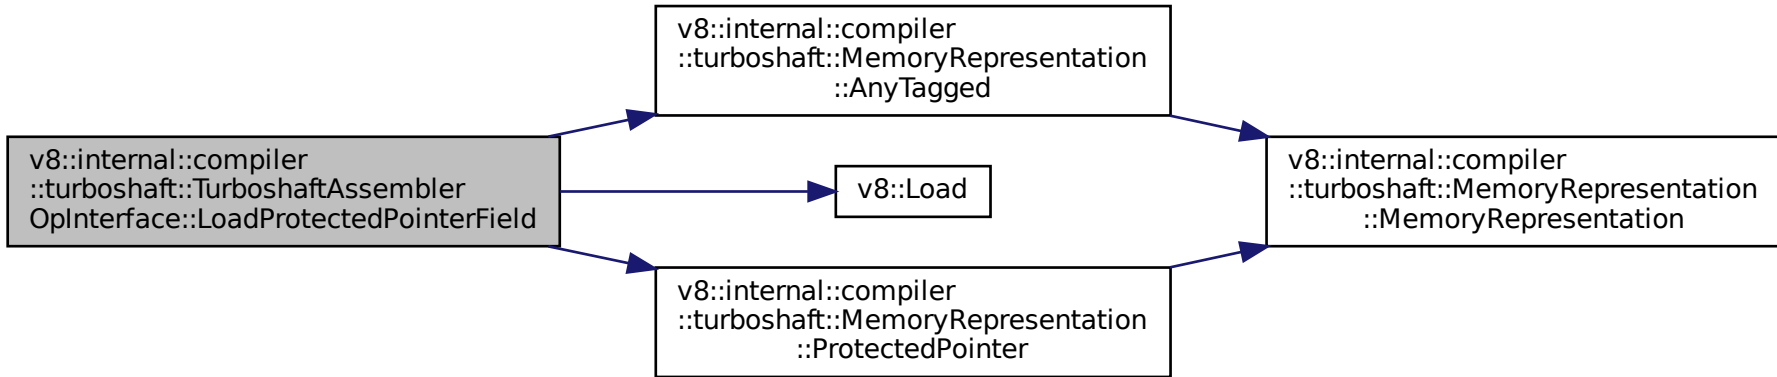 v8::internal::compiler
::turboshaft::TurboshaftAssembler
OpInterface::LoadProtectedPointerField
v8::internal::compiler
::turboshaft::MemoryRepresentation
::AnyTagged
v8::Load
v8::internal::compiler
::turboshaft::MemoryRepresentation
::ProtectedPointer
v8::internal::compiler
::turboshaft::MemoryRepresentation
::MemoryRepresentation